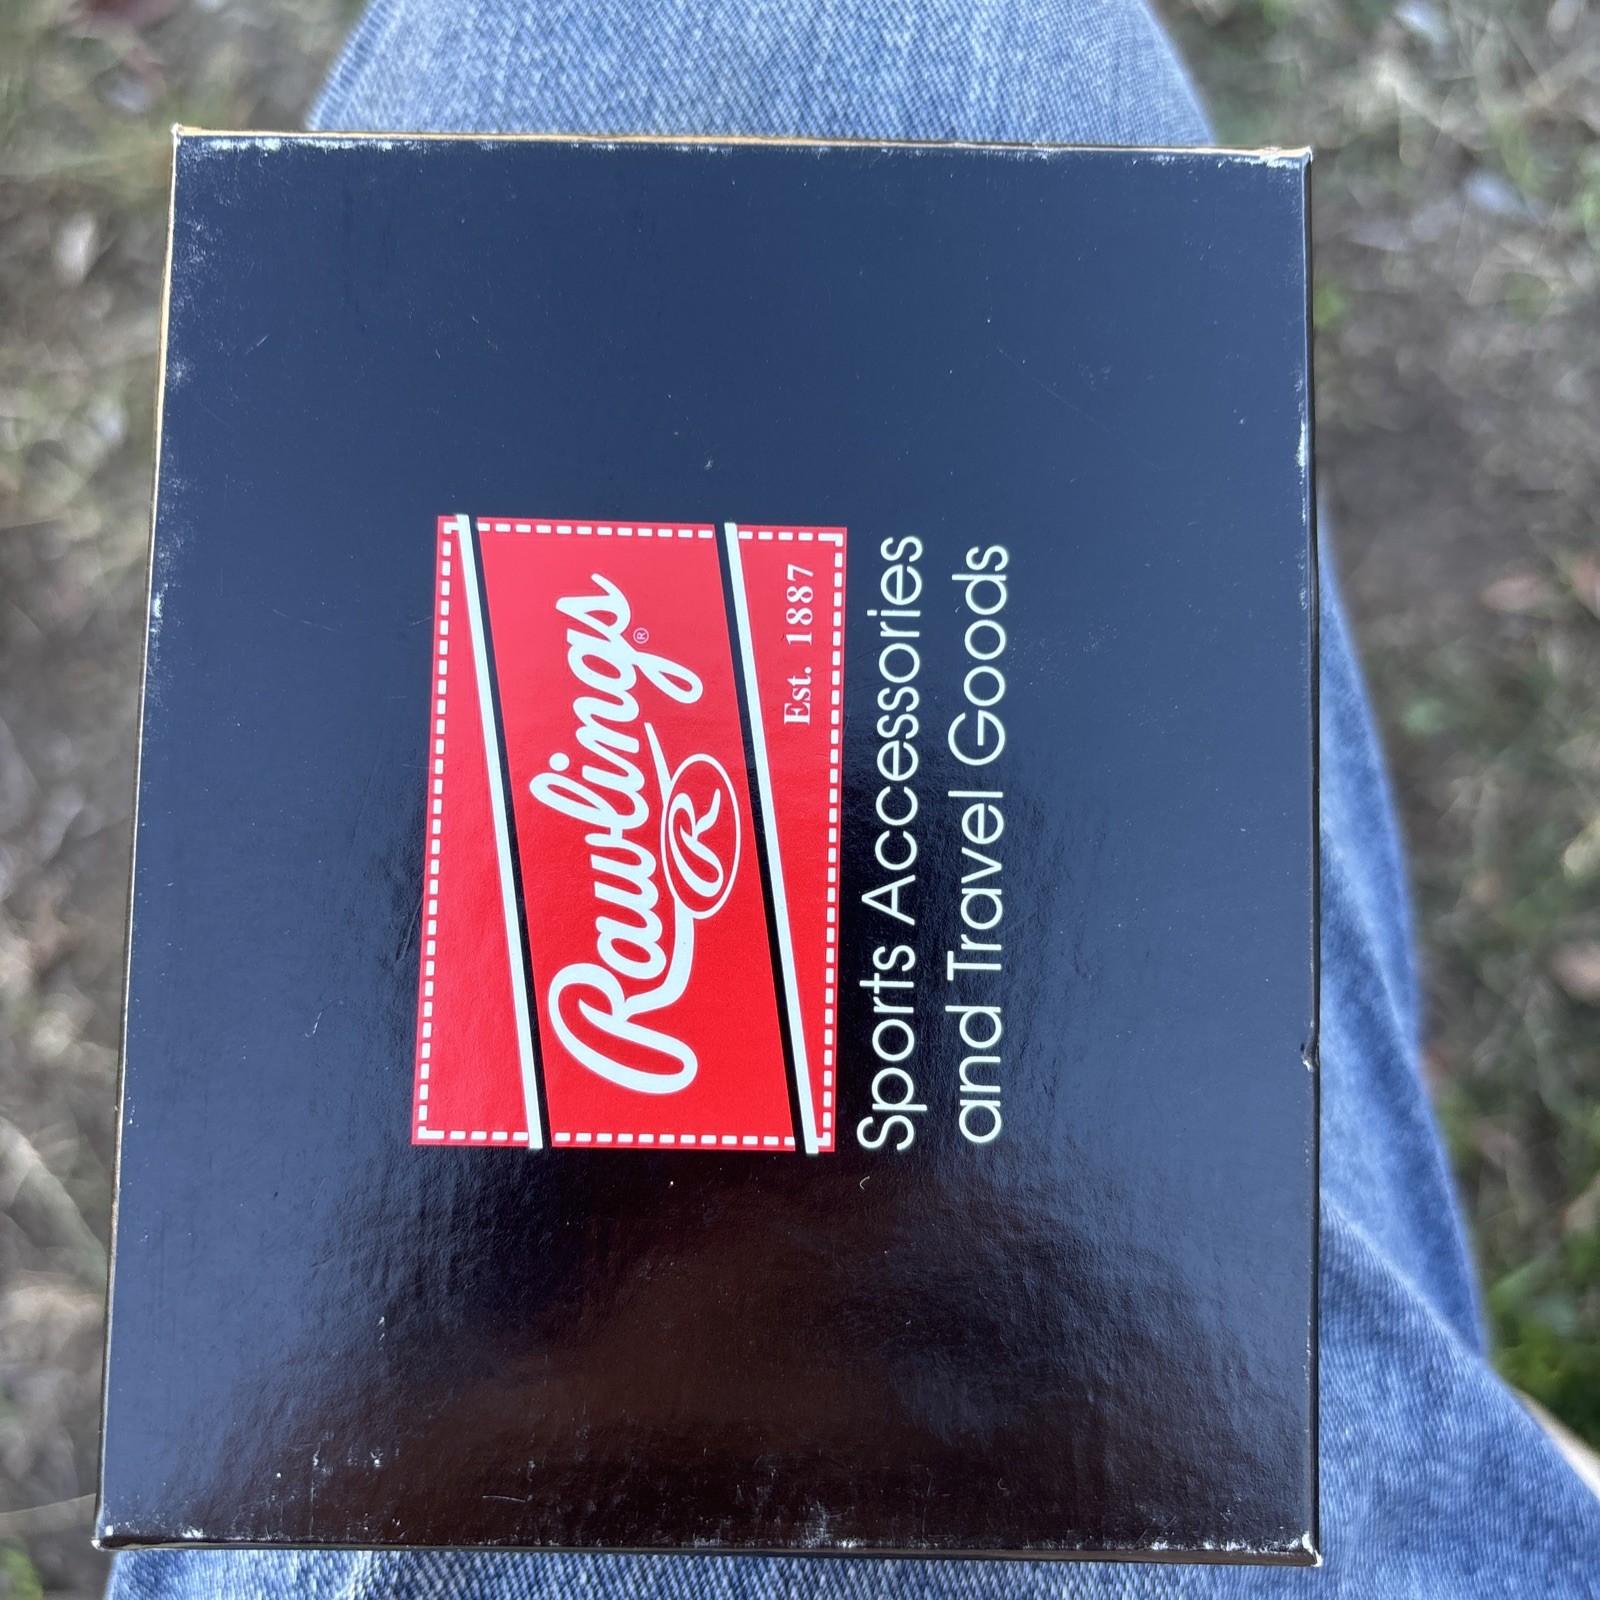 Rawlings®
R
Est. 1887
Sports Accessories
and Travel Goods